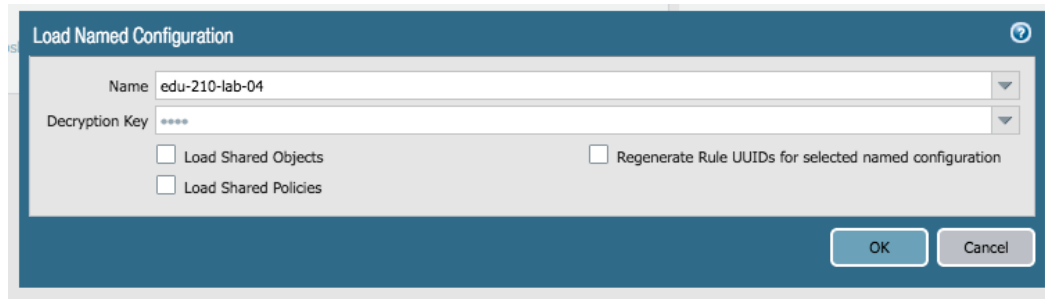 Load Named Configuration
Name edu-210-lab-04
Decryption Key ••••
Load Shared Objects Regenerate Rule UUIDs for selected named configuration
Load Shared Policies
OK Cancel